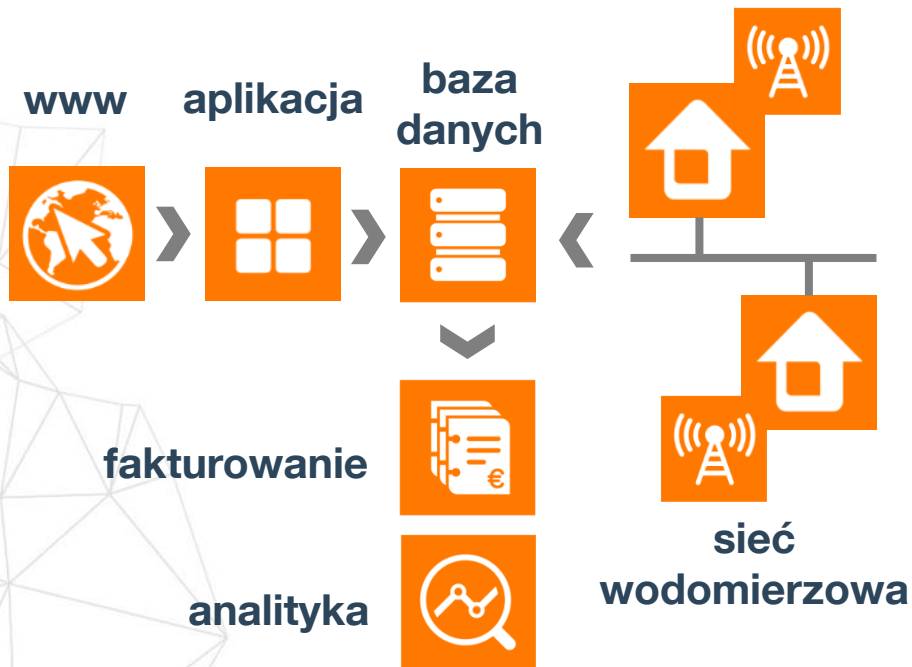 www
aplikacja
baza
danych
fakturowanie
€
analityka
sieć
wodomierzowa